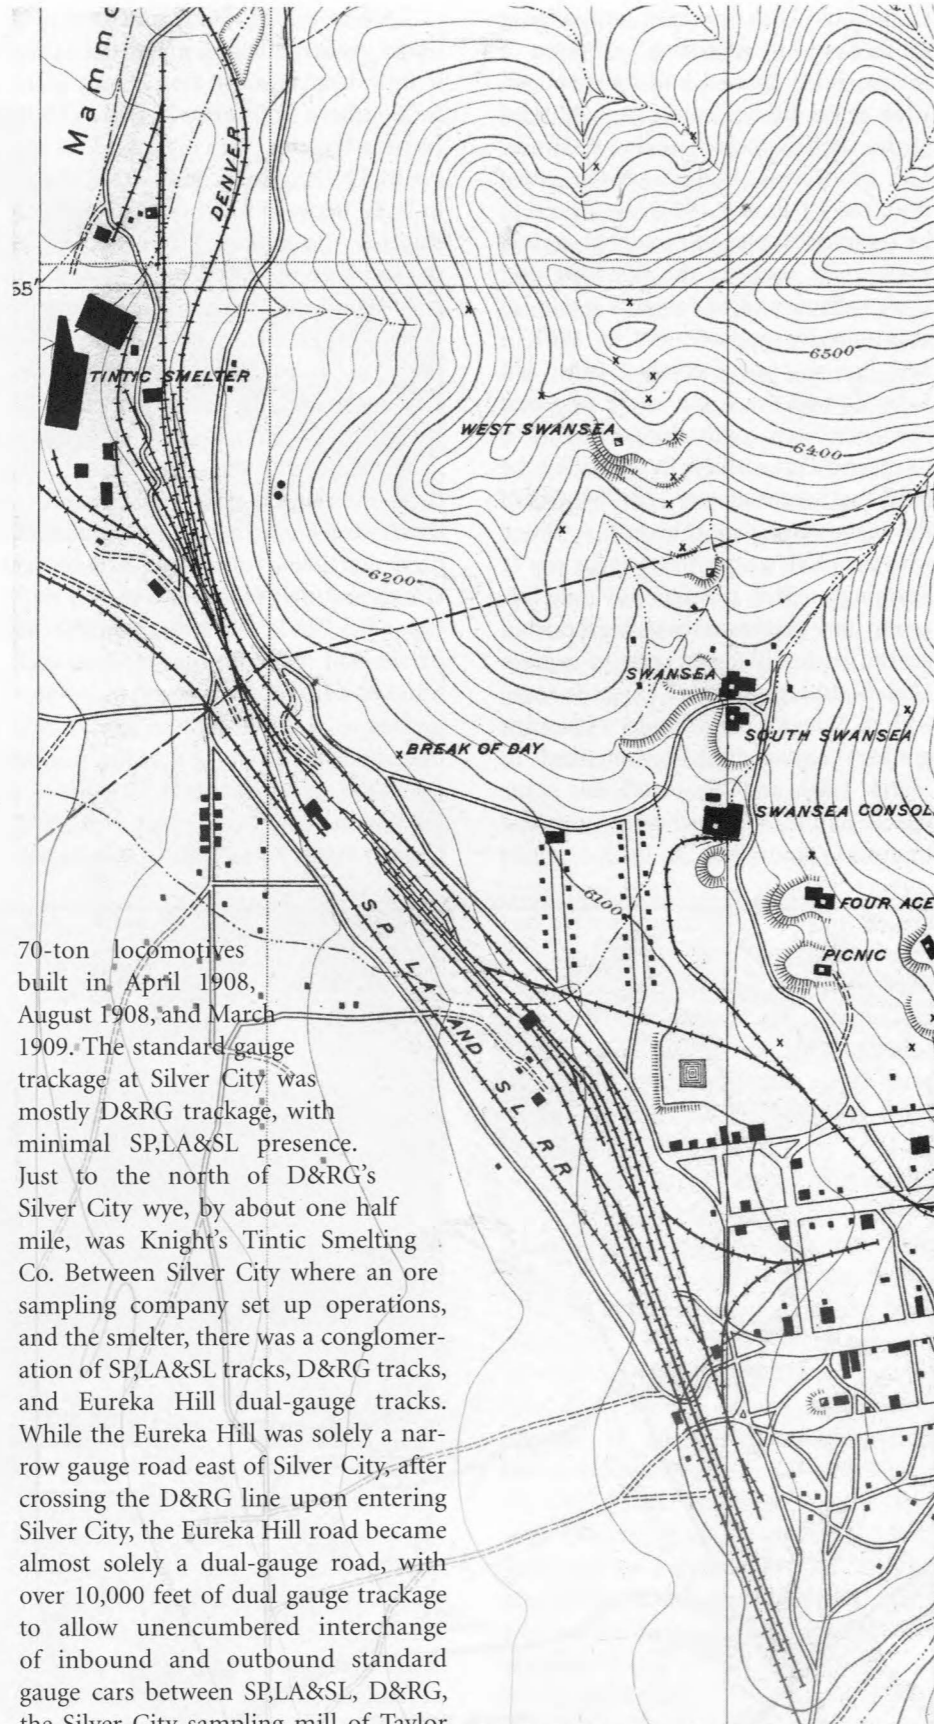 Mamm
DENVER
55'
TINTIC SMELTER
6500
WEST SWANSEA
6400
6200
SWANSEA
SOUTH SWANSEA
BREAK OF DAY
SWANSEA CONSOL
6100
FOUR ACE
PICNIC
S P L A AND S L R R
70-ton locomotives
built in April 1908,
August 1908, and March
1909. The standard gauge
trackage at Silver City was
mostly D&RG trackage, with
minimal SP,LA&SL presence.
Just to the north of D&RG's
Silver City wye, by about one half
mile, was Knight's Tintic Smelting
Co. Between Silver City where an ore
sampling company set up operations,
and the smelter, there was a conglomer-
ation of SP,LA&SL tracks, D&RG tracks,
and Eureka Hill dual-gauge tracks.
While the Eureka Hill was solely a nar-
row gauge road east of Silver City, after
crossing the D&RG line upon entering
Silver City, the Eureka Hill road became
almost solely a dual-gauge road, with
over 10,000 feet of dual gauge trackage
to allow unencumbered interchange
of inbound and outbound standard
gauge cars between SP,LA&SL, D&RG,
the Silver City sampling mill of Taylor